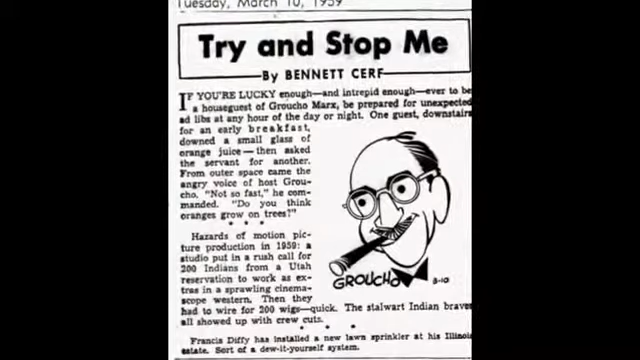 Tuesday, March 10, 1959
Try and Stop Me
By BENNETT CERF
IF YOU'RE LUCKY enough—and intrepid enough—ever to be
a houseguest of Groucho Marx, be prepared for unexpected
ad libs at any hour of the day or night. One guest, downstairs
for an early breakfast,
downed a small glass of
orange juice—then asked
the servant for another.
From outer space came the
angry voice of host Grou-
cho. "Not so fast," he com-
manded. "Do you think
oranges grow on trees?"
* * *
Hazards of motion pic-
ture production in 1959: a
studio put in a rush call for
200 Indians from a Utah
reservation to work as ex-
tras in a sprawling cinema-
scope western. Then they
had to wire for 200 wigs—quick. The stalwart Indian braves
all showed up with crew cuts.
* * *
Francis Diffy has installed a new lawn sprinkler at his Illinois
estate. Sort of a dew-it-yourself system.
GROUCHO 3-10